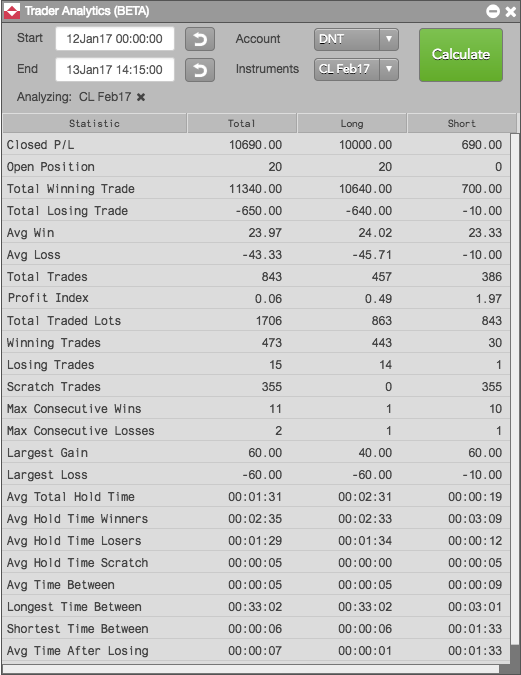 Trader Analytics (BETA)
Start 12Jan17 00:00:00 Account DNT Calculate
End 13Jan17 14:15:00 Instruments CL Feb17
Analyzing: CL Feb17 ✖
Statistic Total Long Short
Closed P/L 10690.00 10000.00 690.00
Open Position 20 20 0
Total Winning Trade 11340.00 10640.00 700.00
Total Losing Trade -650.00 -640.00 -10.00
Avg Win 23.97 24.02 23.33
Avg Loss -43.33 -45.71 -10.00
Total Trades 843 457 386
Profit Index 0.06 0.49 1.97
Total Traded Lots 1706 863 843
Winning Trades 473 443 30
Losing Trades 15 14 1
Scratch Trades 355 0 355
Max Consecutive Wins 11 1 10
Max Consecutive Losses 2 1 1
Largest Gain 60.00 40.00 60.00
Largest Loss -60.00 -60.00 -10.00
Avg Total Hold Time 00:01:31 00:02:31 00:00:19
Avg Hold Time Winners 00:02:35 00:02:33 00:03:09
Avg Hold Time Losers 00:01:29 00:01:34 00:00:12
Avg Hold Time Scratch 00:00:05 00:00:00 00:00:05
Avg Time Between 00:00:05 00:00:05 00:00:09
Longest Time Between 00:33:02 00:33:02 00:03:01
Shortest Time Between 00:00:06 00:00:06 00:01:33
Avg Time After Losing 00:00:07 00:00:01 00:01:33